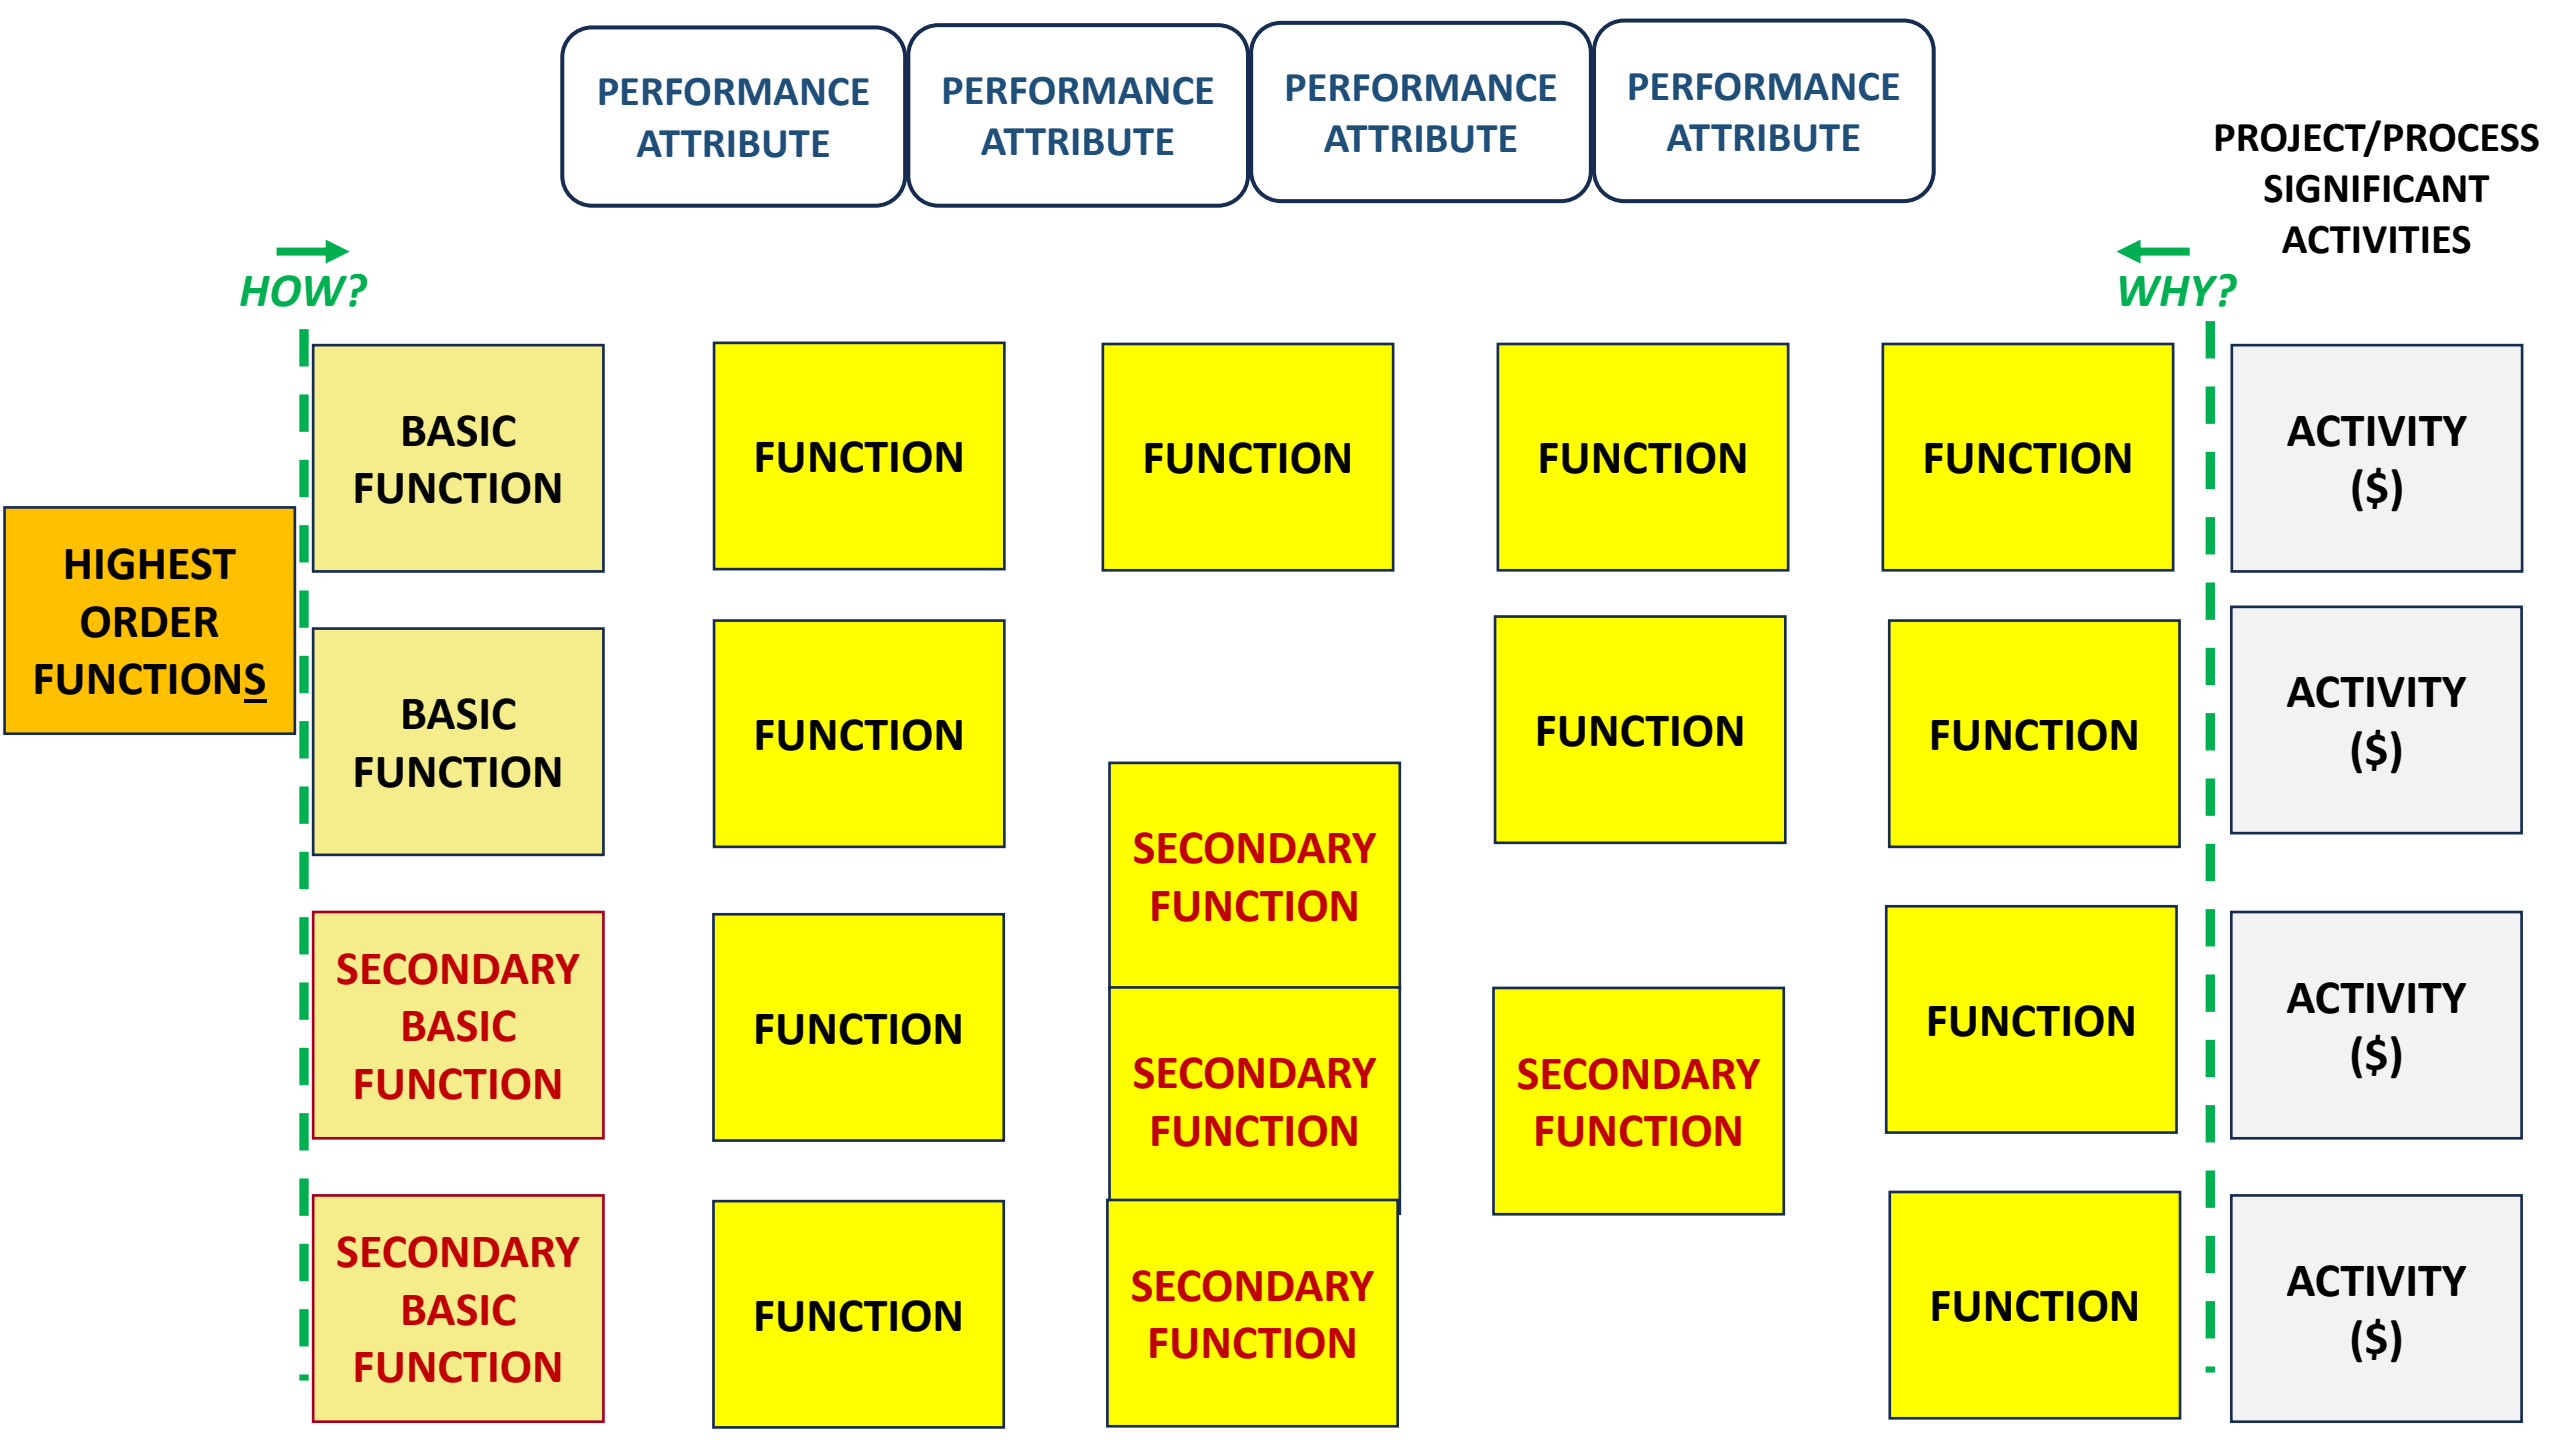 PERFORMANCE
ATTRIBUTE
PERFORMANCE
ATTRIBUTE
PERFORMANCE
ATTRIBUTE
PERFORMANCE
ATTRIBUTE
PROJECT/PROCESS
SIGNIFICANT
ACTIVITIES
HOW?
WHY?
HIGHEST
ORDER
FUNCTIONS
BASIC
FUNCTION
FUNCTION
FUNCTION
FUNCTION
FUNCTION
ACTIVITY
($)
BASIC
FUNCTION
FUNCTION
SECONDARY
FUNCTION
FUNCTION
FUNCTION
ACTIVITY
($)
SECONDARY
BASIC
FUNCTION
FUNCTION
SECONDARY
FUNCTION
SECONDARY
FUNCTION
FUNCTION
ACTIVITY
($)
SECONDARY
BASIC
FUNCTION
FUNCTION
SECONDARY
FUNCTION
FUNCTION
ACTIVITY
($)